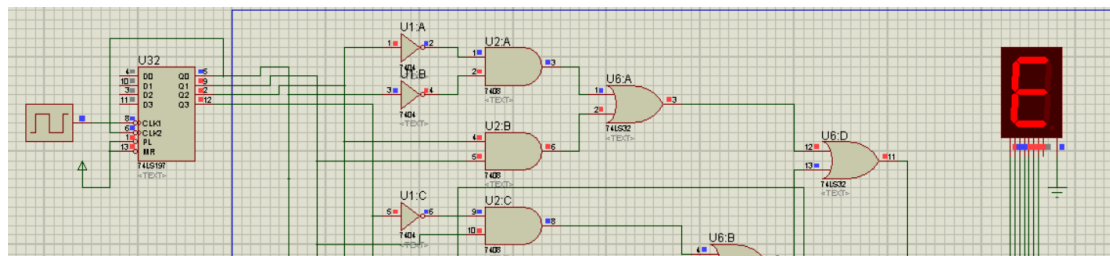 U1:A
1 2
7404
<TEXT>
U2:A
1
2
3
7408
<TEXT>
U1:B
3 4
7404
<TEXT>
U32
4 D0 Q0 5
10 D1 Q1 9
3 D2 Q2 2
11 D3 Q3 12
8 CLK1
6 CLK2
1 PL
13 MR
74LS197
<TEXT>
U6:A
1
2
3
74LS32
<TEXT>
U2:B
4
5
6
7408
<TEXT>
U6:D
12
13
11
74LS32
<TEXT>
E
U1:C
5 6
7404
<TEXT>
U2:C
9
10
8
7408
U6:B
4